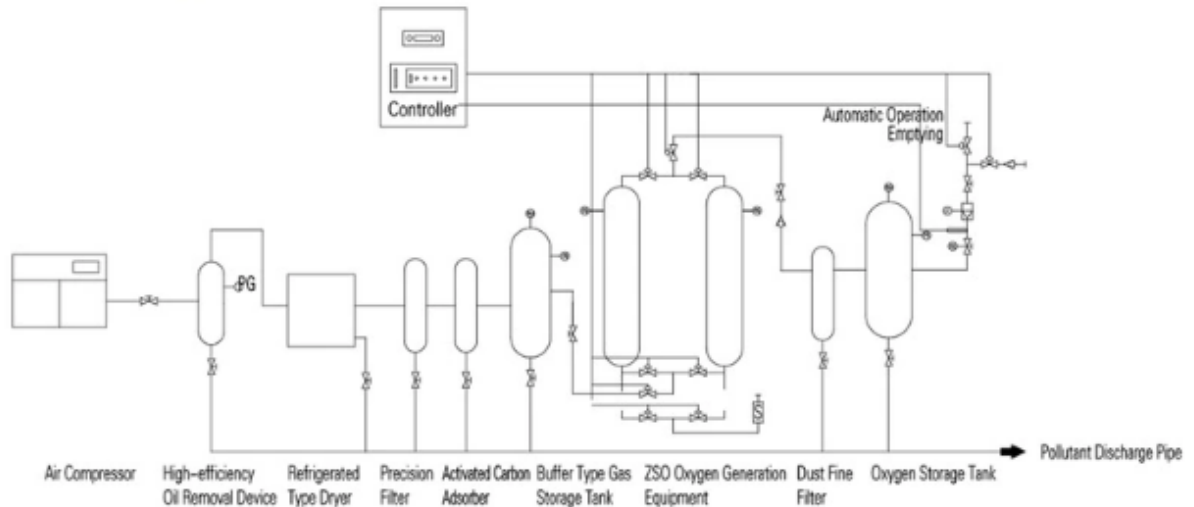 Controller
Automatic Operation
Emptying
PG
S
Air Compressor
High-efficiency
Oil Removal Device
Refrigerated
Type Dryer
Precision
Filter
Activated Carbon
Adsorber
Buffer Type Gas
Storage Tank
ZSO Oxygen Generation
Equipment
Dust Fine
Filter
Oxygen Storage Tank
Pollutant Discharge Pipe